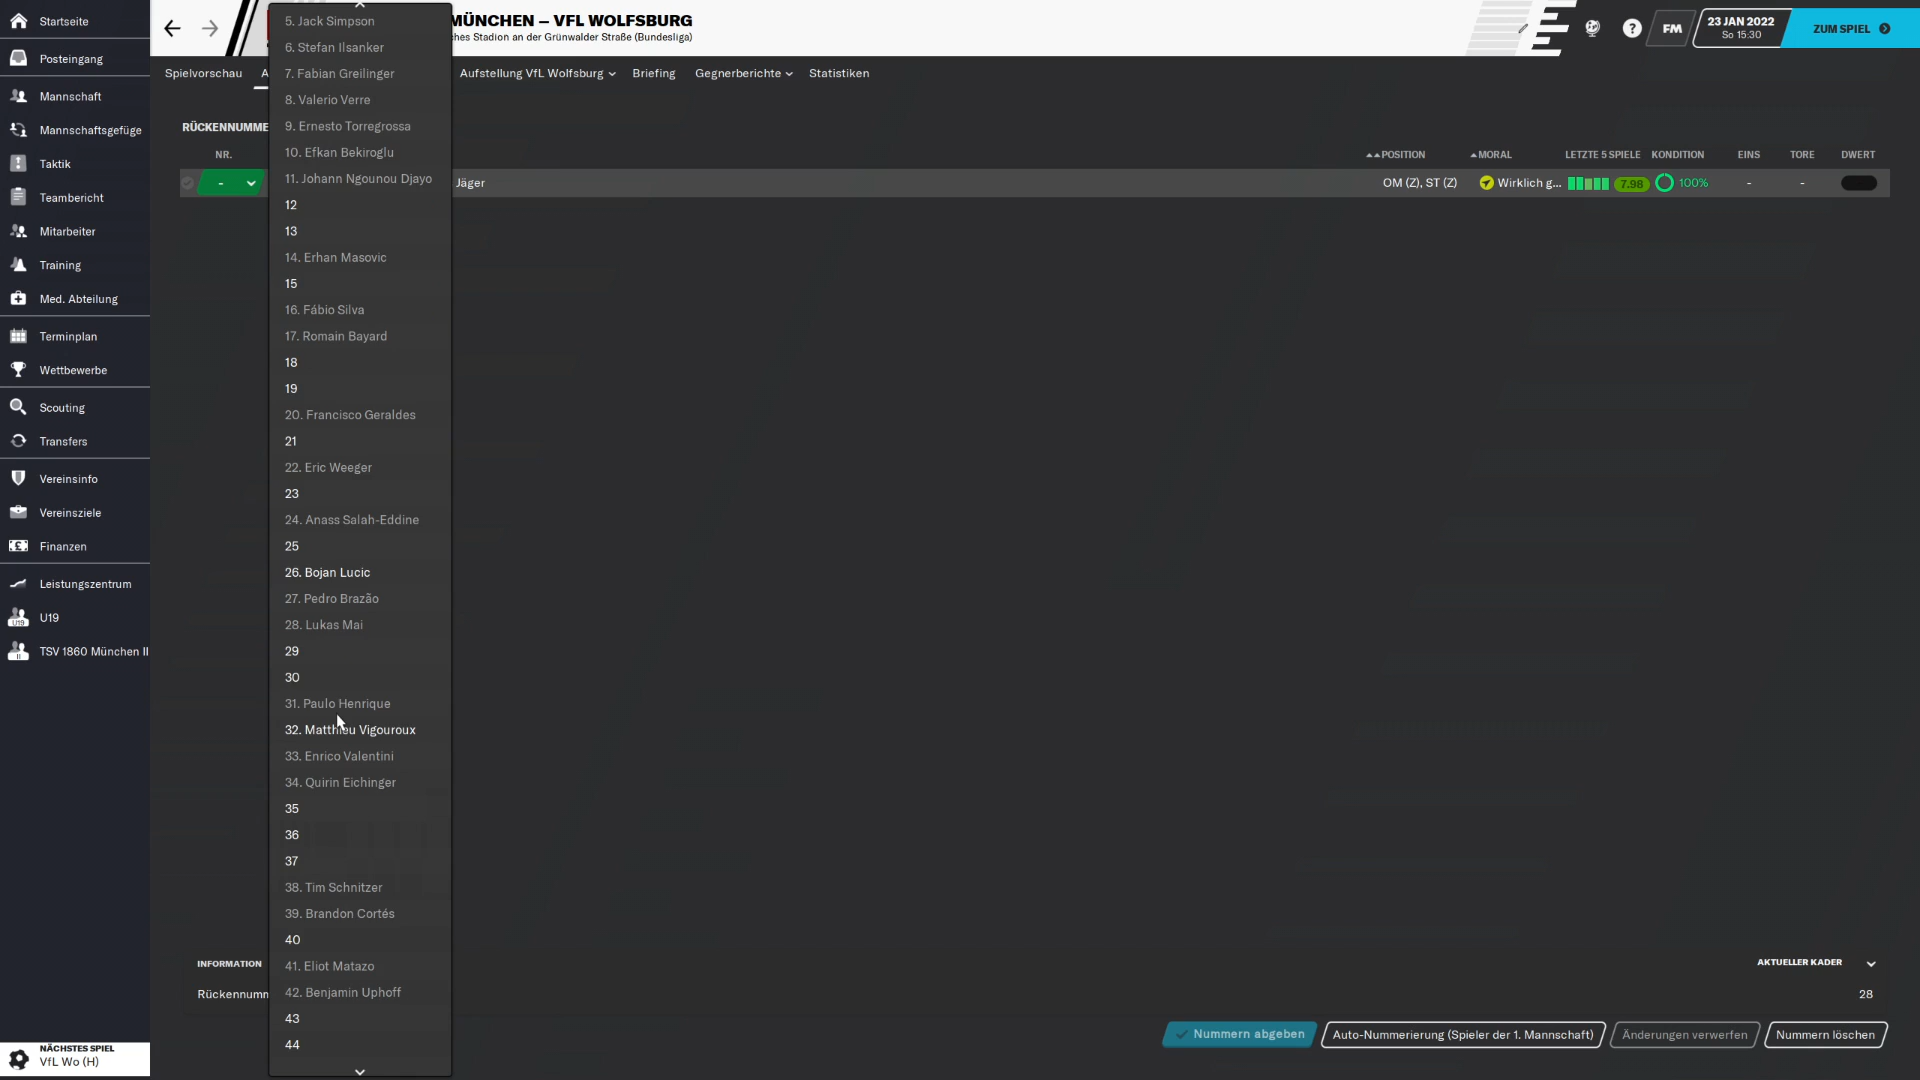 Startseite
Posteingang
Mannschaft
Mannschaftsgefüge
Taktik
Teambericht
Mitarbeiter
Training
Med. Abteilung
Terminplan
Wettbewerbe
Scouting
Transfers
Vereinsinfo
Vereinsziele
Finanzen
Leistungszentrum
U19
TSV 1860 München II
NÄCHSTES SPIEL
VfL Wo (H)
MÜNCHEN – VFL WOLFSBURG
hes Stadion an der Grünwalder Straße (Bundesliga)
FM
23 JAN 2022
So 15:30
ZUM SPIEL
Spielvorschau A Aufstellung VfL Wolfsburg Briefing Gegnerberichte Statistiken
RÜCKENNUMME
NR. POSITION MORAL LETZTE 5 SPIELE KONDITION EINS TORE DWERT
- Jäger OM (Z), ST (Z) Wirklich g... 7.98 100% - -
5. Jack Simpson
6. Stefan Ilsanker
7. Fabian Greilinger
8. Valerio Verre
9. Ernesto Torregrossa
10. Efkan Bekiroglu
11. Johann Ngounou Djayo
12
13
14. Erhan Masovic
15
16. Fábio Silva
17. Romain Bayard
18
19
20. Francisco Geraldes
21
22. Eric Weeger
23
24. Anass Salah-Eddine
25
26. Bojan Lucic
27. Pedro Brazão
28. Lukas Mai
29
30
31. Paulo Henrique
32. Matthieu Vigouroux
33. Enrico Valentini
34. Quirin Eichinger
35
36
37
38. Tim Schnitzer
39. Brandon Cortés
40
41. Eliot Matazo
42. Benjamin Uphoff
43
44
INFORMATION
Rückennumm
AKTUELLER KADER
28
Nummern abgeben Auto-Nummerierung (Spieler der 1. Mannschaft) Änderungen verwerfen Nummern löschen